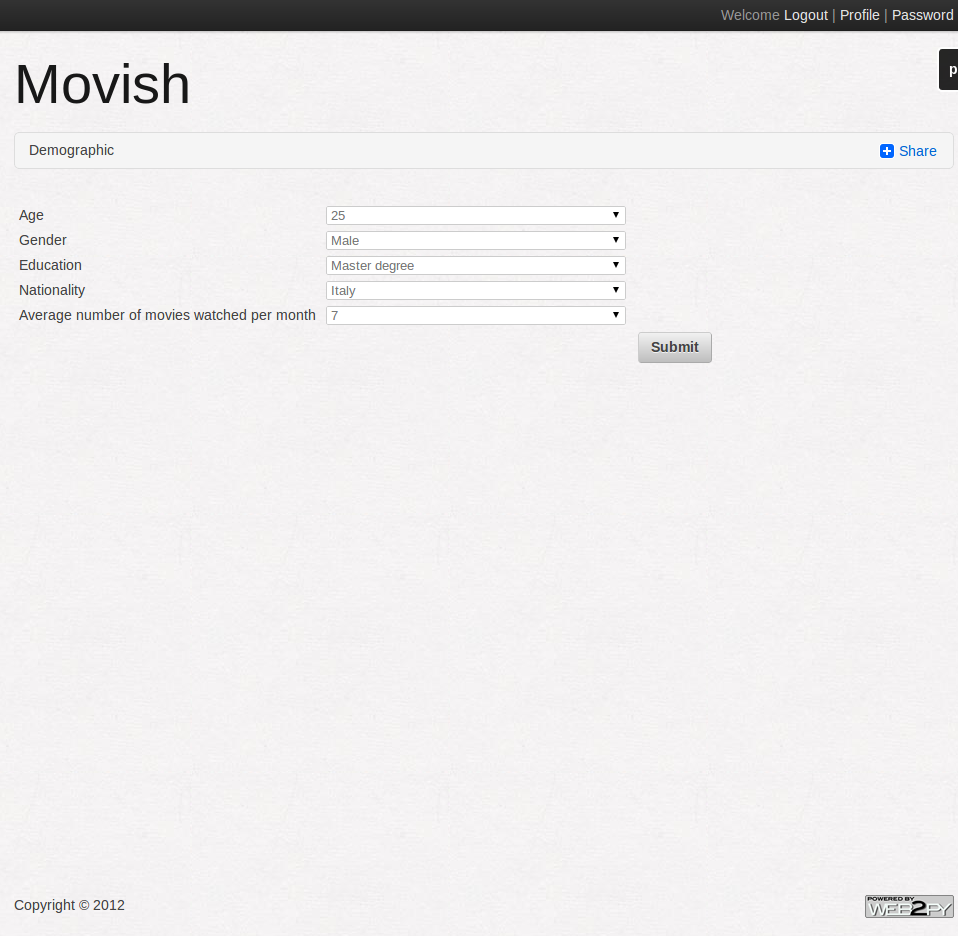 Welcome Logout | Profile | Password
p
Movish
Demographic
Share
Age 25
Gender Male
Education Master degree
Nationality Italy
Average number of movies watched per month 7
Submit
Copyright © 2012
POWERED BY
WEB2PY